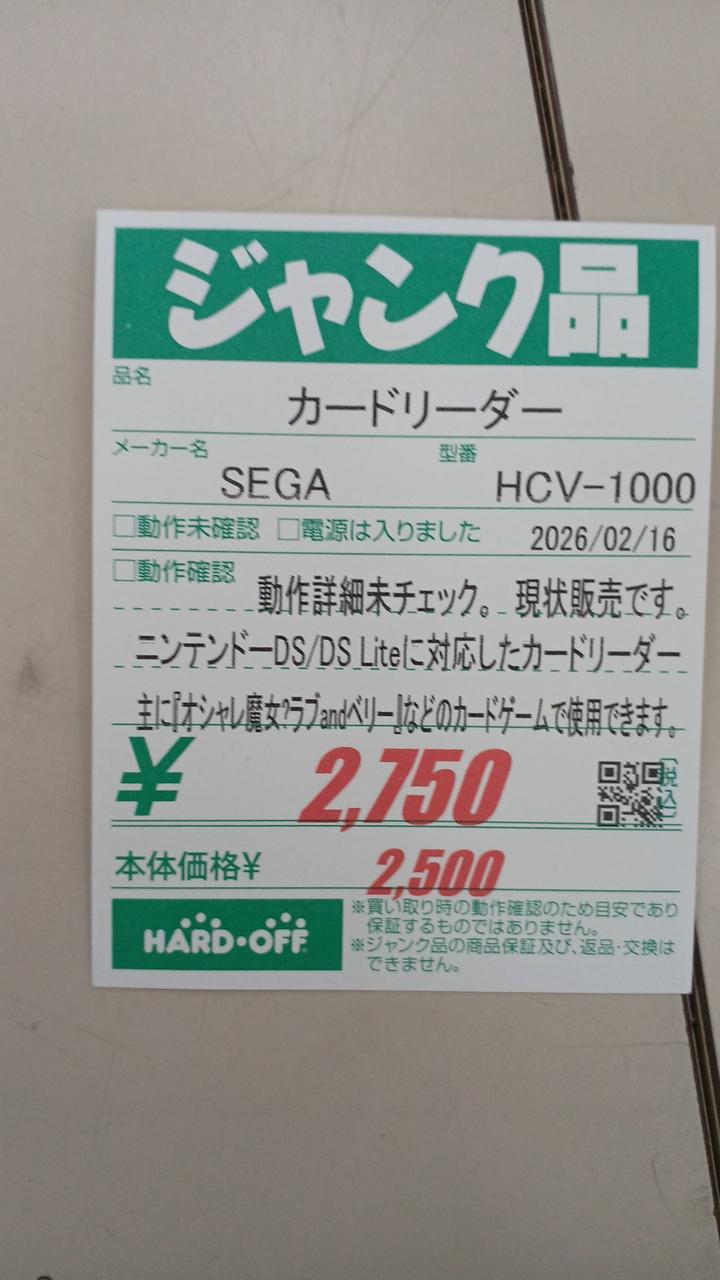 ジャンク品
品名
カードリーダー
メーカー名 型番
SEGA HCV-1000
□動作未確認 □電源は入りました 2026/02/16
□動作確認 動作詳細未チェック。 現状販売です。
ニンテンドーDS/DS Liteに対応したカードリーダー
主に『オシャレ魔女?ラブandベリー』などのカードゲームで使用できます。
¥ 2,750 (税込)
本体価格¥ 2,500
HARD・OFF
※買い取り時の動作確認のため目安であり
保証するものではありません。
※ジャンク品の商品保証及び、返品・交換は
できません。